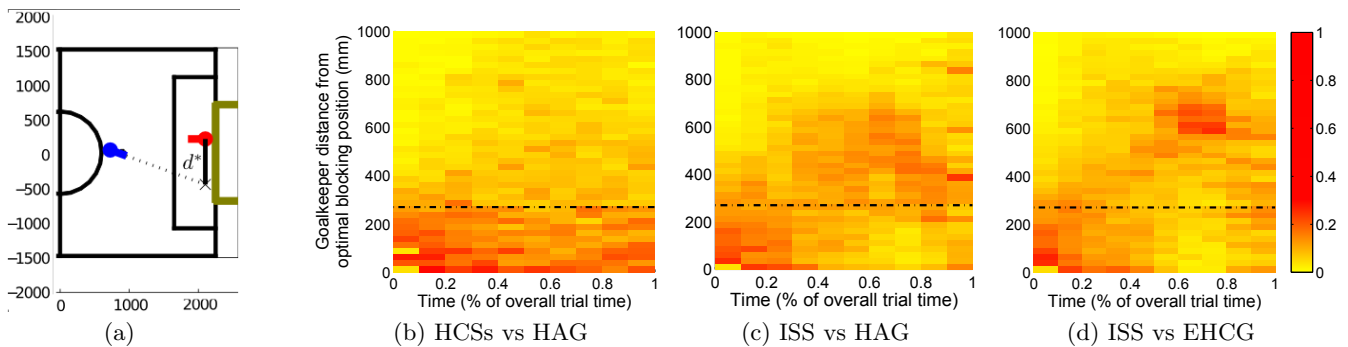 2000
1500
1000
500
0
−500
−1000
−1500
−2000
0 1000 2000
d*
(a)
Goalkeeper distance from
optimal blocking position (mm)
1000
800
600
400
200
0
0 0.2 0.4 0.6 0.8 1
Time (% of overall trial time)
(b) HCSs vs HAG
1000
800
600
400
200
0
0 0.2 0.4 0.6 0.8 1
Time (% of overall trial time)
(c) ISS vs HAG
1000
800
600
400
200
0
0 0.2 0.4 0.6 0.8 1
Time (% of overall trial time)
(d) ISS vs EHCG
1
0.8
0.6
0.4
0.2
0